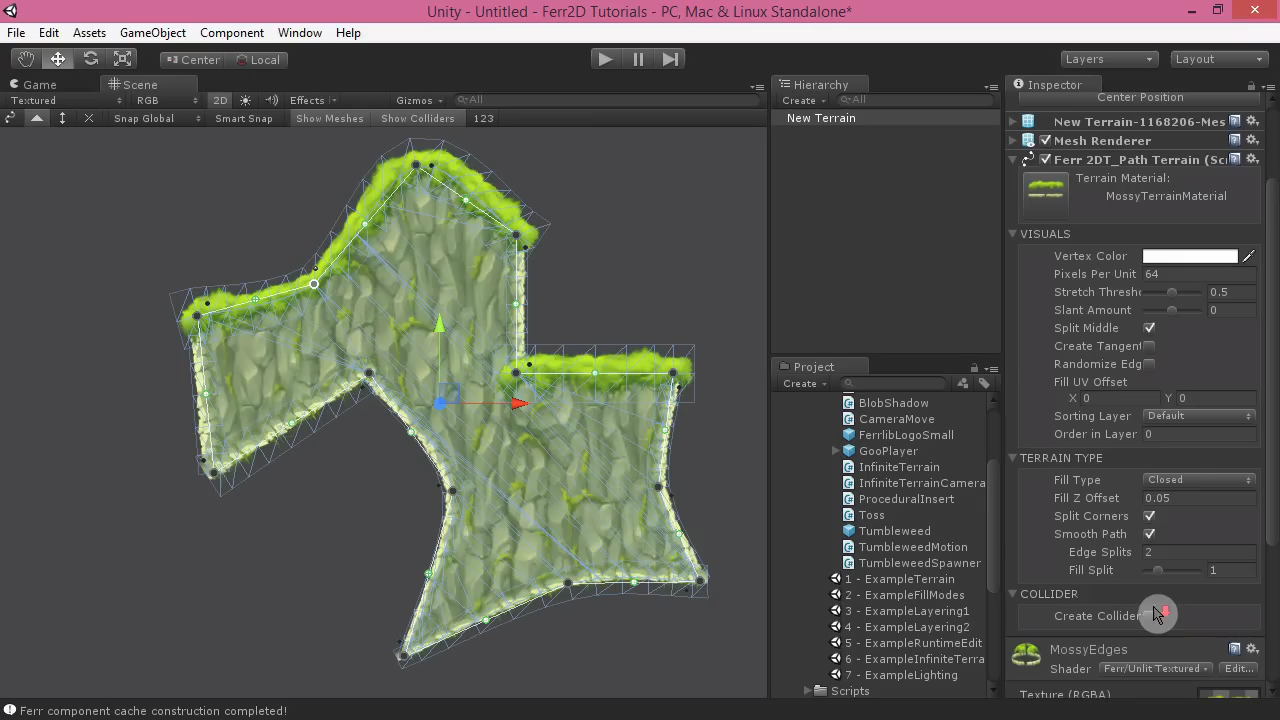 Unity - Untitled - Ferr2D Tutorials - PC, Mac & Linux Standalone*
File Edit Assets GameObject Component Window Help
Center Local Layers Layout
Game Scene
Textured RGB 2D Effects Gizmos All
Snap Global Smart Snap Show Meshes Show Colliders 123
Hierarchy
Create All
New Terrain
Project
Create
BlobShadow
CameraMove
FerrlibLogoSmall
GooPlayer
InfiniteTerrain
InfiniteTerrainCamera
ProceduralInsert
Toss
Tumbleweed
TumbleweedMotion
TumbleweedSpawner
1 - ExampleTerrain
2 - ExampleFillModes
3 - ExampleLayering1
4 - ExampleLayering2
5 - ExampleRuntimeEdit
6 - ExampleInfiniteTerra
7 - ExampleLighting
Scripts
Inspector
Center Position
New Terrain-1168206-Mes
Mesh Renderer
Ferr 2DT_Path Terrain (Scr
Terrain Material:
MossyTerrainMaterial
VISUALS
Vertex Color
Pixels Per Unit 64
Stretch Thresho 0.5
Slant Amount 0
Split Middle
Create Tangent
Randomize Edg
Fill UV Offset
X 0 Y 0
Sorting Layer Default
Order in Layer 0
TERRAIN TYPE
Fill Type Closed
Fill Z Offset 0.05
Split Corners
Smooth Path
Edge Splits 2
Fill Split 1
COLLIDER
Create Collider
MossyEdges
Shader Ferr/Unlit Textured Edit...
Texture (RGBA)
Ferr component cache construction completed!